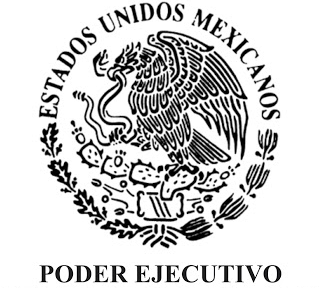 ESTADOS UNIDOS MEXICANOS
PODER EJECUTIVO